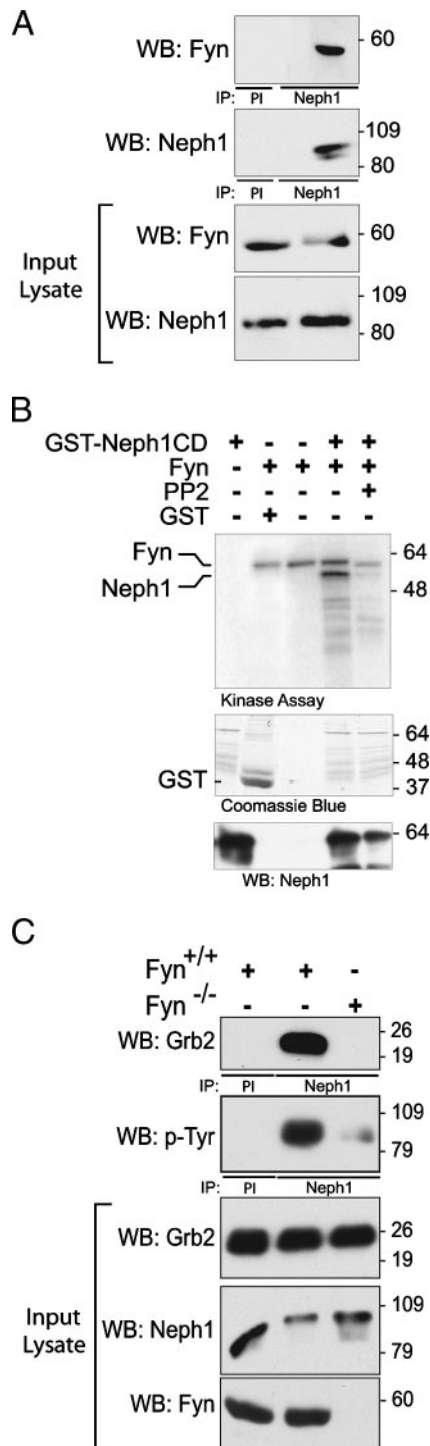 A
WB: Fyn
60
IP: PI Neph1
WB: Neph1
109
80
IP: PI Neph1
Input Lysate
WB: Fyn
60
WB: Neph1
109
80
B
GST-Neph1CD + - - + +
Fyn - + + + +
PP2 - - - - +
GST - + - - -
Fyn
Neph1
64
48
Kinase Assay
64
48
37
GST
Coomassie Blue
64
WB: Neph1
C
Fyn+/+ + + -
Fyn-/- - - +
WB: Grb2
26
19
IP: PI Neph1
WB: p-Tyr
109
79
IP: PI Neph1
Input Lysate
WB: Grb2
26
19
WB: Neph1
109
79
WB: Fyn
60